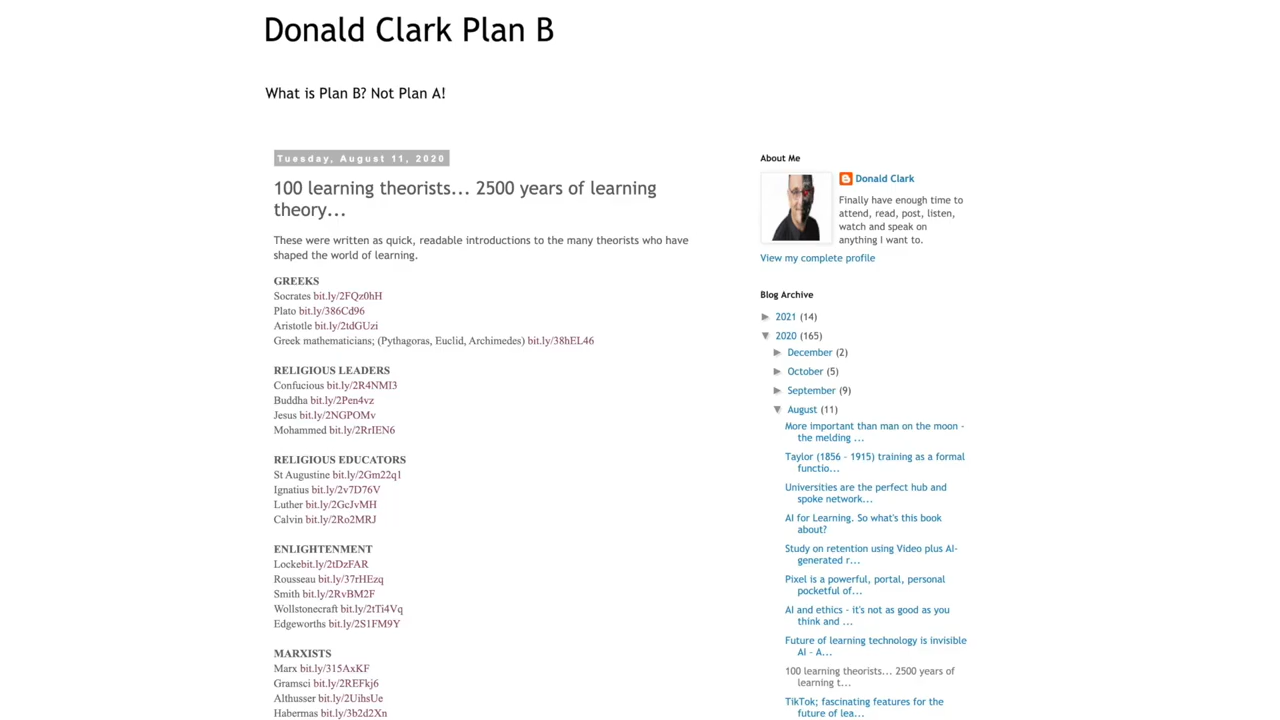 Donald Clark Plan B
What is Plan B? Not Plan A!
Tuesday, August 11, 2020
100 learning theorists... 2500 years of learning
theory...
These were written as quick, readable introductions to the many theorists who have
shaped the world of learning.
GREEKS
Socrates bit.ly/2FQz0hH
Plato bit.ly/386Cd96
Aristotle bit.ly/2tdGUzi
Greek mathematicians; (Pythagoras, Euclid, Archimedes) bit.ly/38hEL46
RELIGIOUS LEADERS
Confucious bit.ly/2R4NMI3
Buddha bit.ly/2Pen4vz
Jesus bit.ly/2NGPOMv
Mohammed bit.ly/2RrIEN6
RELIGIOUS EDUCATORS
St Augustine bit.ly/2Gm22q1
Ignatius bit.ly/2v7D76V
Luther bit.ly/2GcJvMH
Calvin bit.ly/2Ro2MRJ
ENLIGHTENMENT
Lockebit.ly/2tDzFAR
Rousseau bit.ly/37rHEzq
Smith bit.ly/2RvBM2F
Wollstonecraft bit.ly/2tTi4Vq
Edgeworths bit.ly/2S1FM9Y
MARXISTS
Marx bit.ly/315AxKF
Gramsci bit.ly/2REFkj6
Althusser bit.ly/2UihsUe
Habermas bit.ly/3b2d2Xn
About Me
Donald Clark
Finally have enough time to
attend, read, post, listen,
watch and speak on
anything I want to.
View my complete profile
Blog Archive
► 2021 (14)
▼ 2020 (165)
► December (2)
► October (5)
► September (9)
▼ August (11)
More important than man on the moon -
the melding ...
Taylor (1856 – 1915) training as a formal
functio...
Universities are the perfect hub and
spoke network...
AI for Learning. So what's this book
about?
Study on retention using Video plus AI-
generated r...
Pixel is a powerful, portal, personal
pocketful of...
AI and ethics - it's not as good as you
think and ...
Future of learning technology is invisible
AI – A...
100 learning theorists... 2500 years of
learning t...
TikTok; fascinating features for the
future of lea...